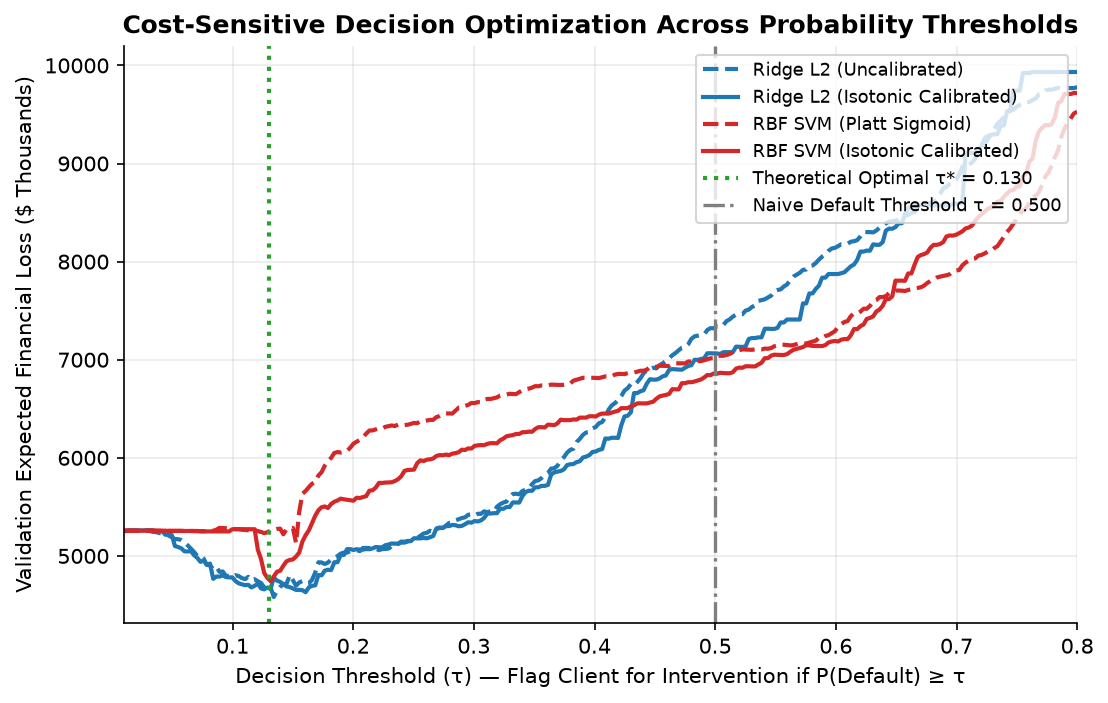 Cost-Sensitive Decision Optimization Across Probability Thresholds
Validation Expected Financial Loss ($ Thousands)
10000
9000
8000
7000
6000
5000
Ridge L2 (Uncalibrated)
Ridge L2 (Isotonic Calibrated)
RBF SVM (Platt Sigmoid)
RBF SVM (Isotonic Calibrated)
Theoretical Optimal τ* = 0.130
Naive Default Threshold τ = 0.500
0.1 0.2 0.3 0.4 0.5 0.6 0.7 0.8
Decision Threshold (τ) — Flag Client for Intervention if P(Default) ≥ τ